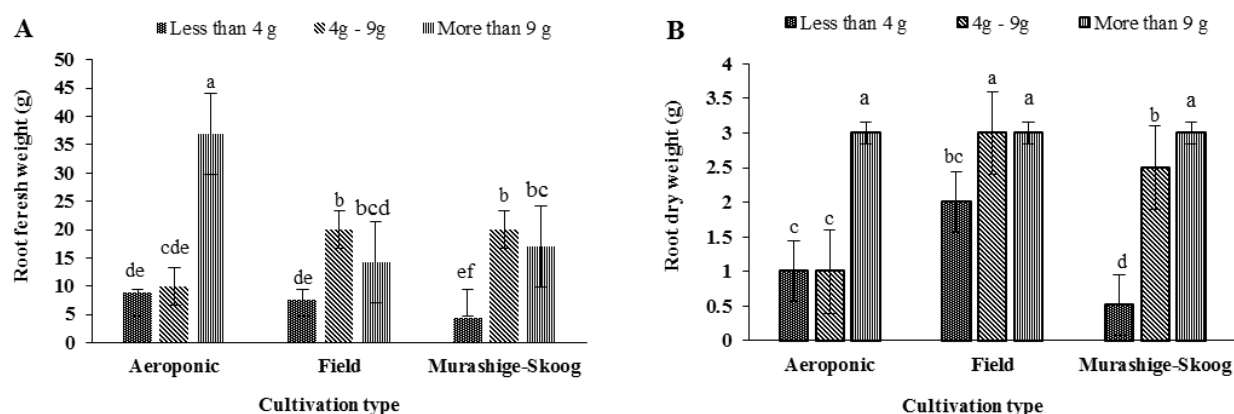 A
Less than 4 g 4g - 9g More than 9 g
Root feresh weight (g)
50
45
40
35
30
25
20
15
10
5
0
de cde a
de b bcd
ef b bc
Aeroponic Field Murashige-Skoog
Cultivation type
B
Less than 4 g 4g - 9g More than 9 g
Root dry weight (g)
4
3.5
3
2.5
2
1.5
1
0.5
0
c c a
bc a a
d b a
Aeroponic Field Murashige-Skoog
Cultivation type